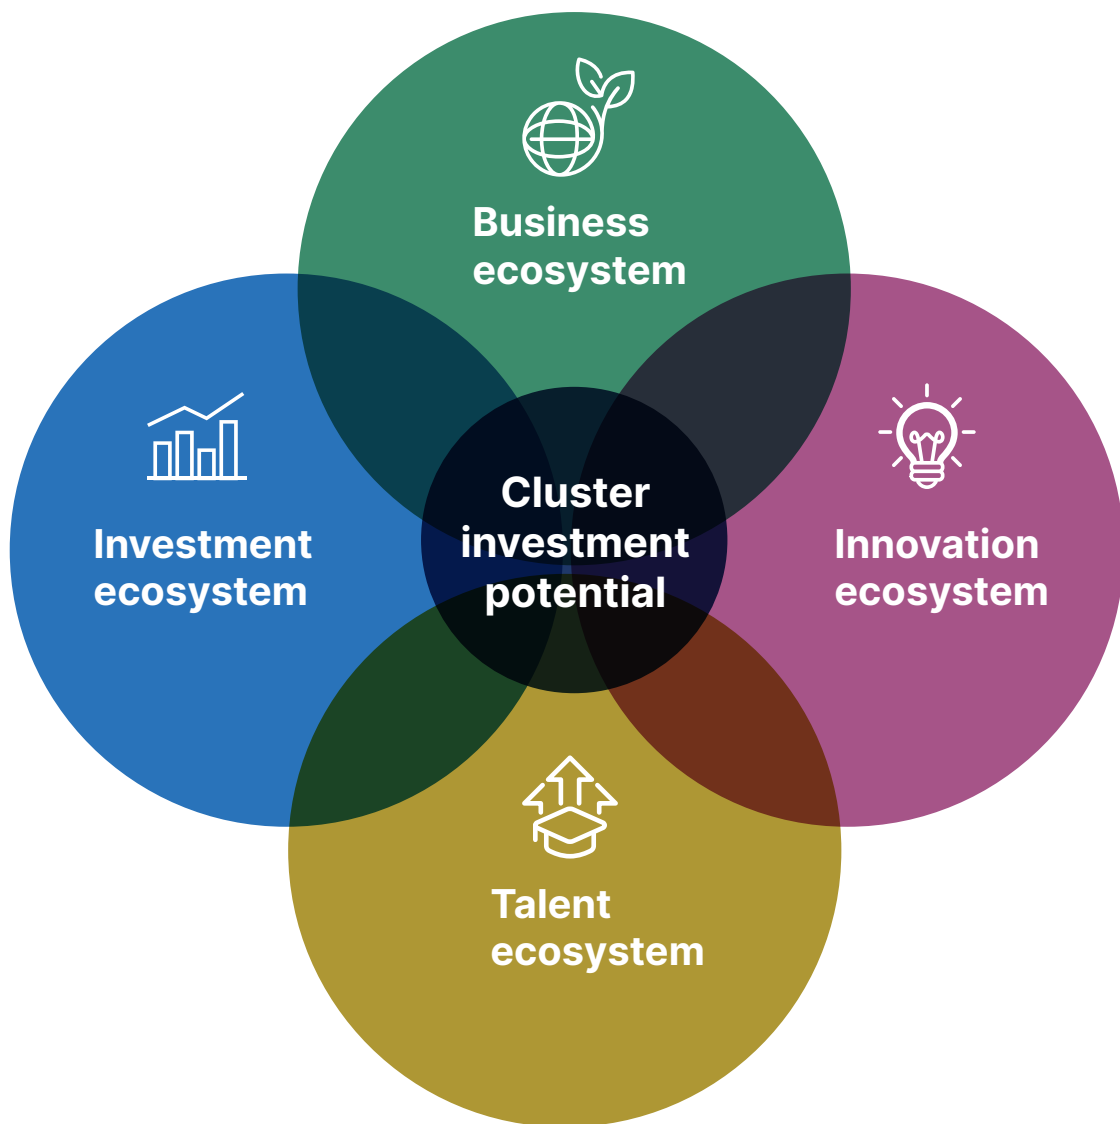 Business
ecosystem
Investment
ecosystem
Cluster
investment
potential
Innovation
ecosystem
Talent
ecosystem